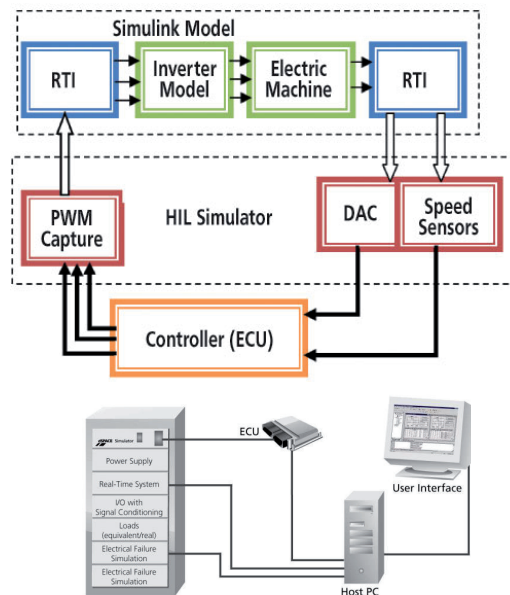 Simulink Model
RTI
Inverter
Model
Electric
Machine
RTI
PWM
Capture
HIL Simulator
DAC
Speed
Sensors
Controller (ECU)
Simulator
ECU
Power Supply
Real-Time System
I/O with
Signal Conditioning
Loads
(equivalent/real)
Electrical Failure
Simulation
Electrical Failure
Simulation
User Interface
Host PC